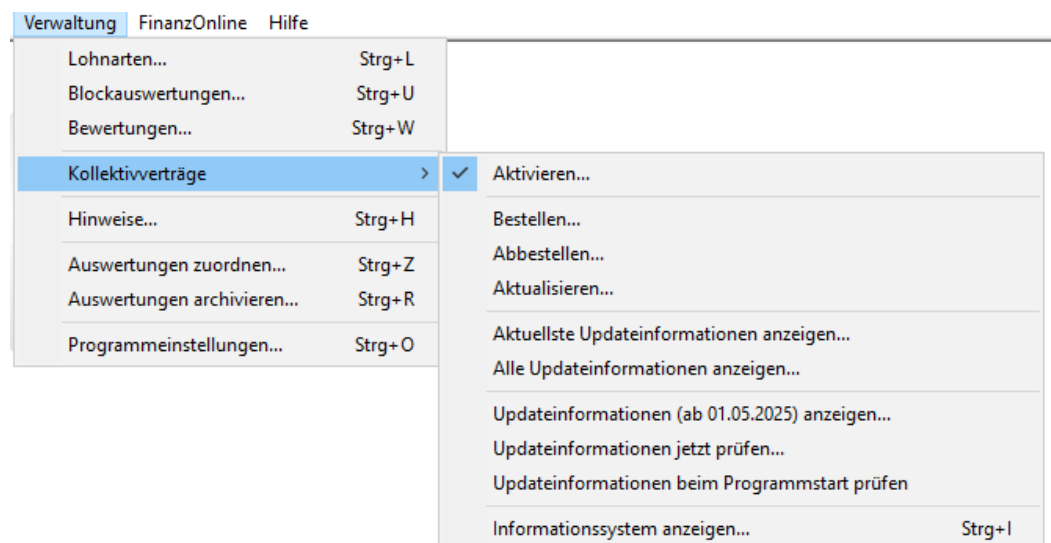 Verwaltung FinanzOnline Hilfe
Lohnarten... Strg+L
Blockauswertungen... Strg+U
Bewertungen... Strg+W
Kollektivverträge
Aktivieren...
Hinweise... Strg+H
Bestellen...
Abbestellen...
Auswertungen zuordnen... Strg+Z
Aktualisieren...
Auswertungen archivieren... Strg+R
Aktuellste Updateinformationen anzeigen...
Programmeinstellungen... Strg+O
Alle Updateinformationen anzeigen...
Updateinformationen (ab 01.05.2025) anzeigen...
Updateinformationen jetzt prüfen...
Updateinformationen beim Programmstart prüfen
Informationssystem anzeigen... Strg+I